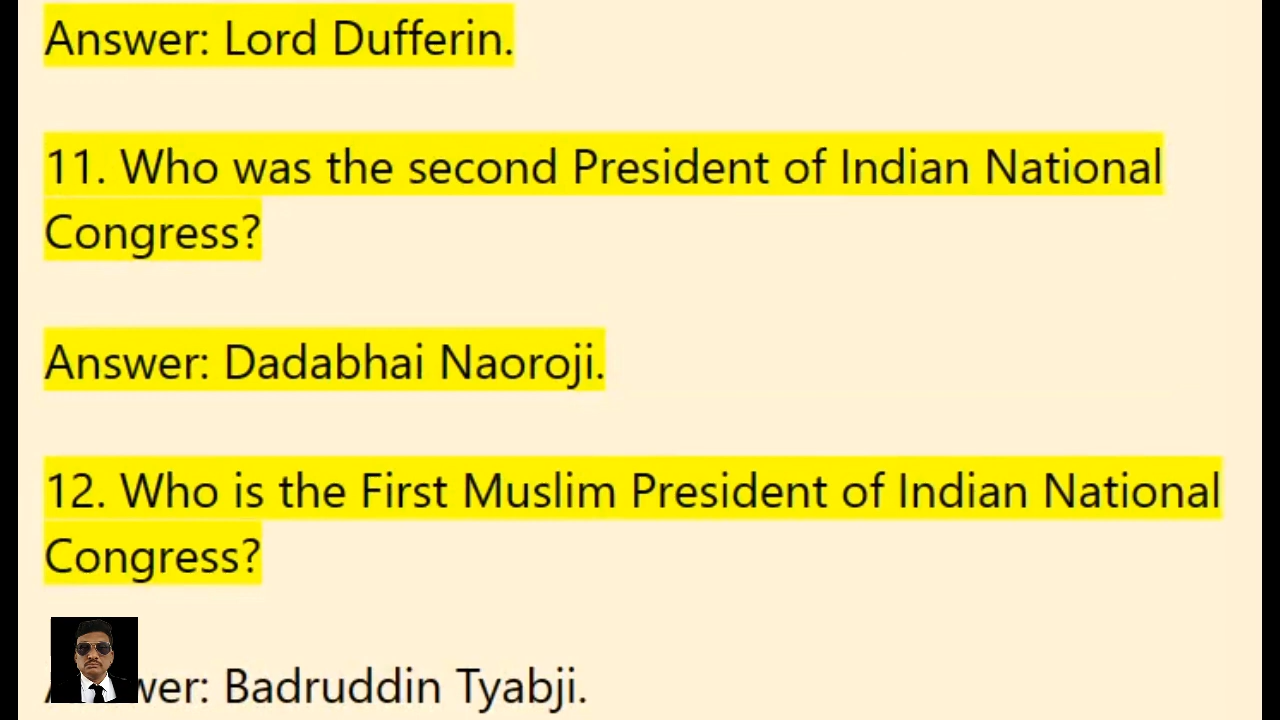 Answer: Lord Dufferin.
11. Who was the second President of Indian National
Congress?
Answer: Dadabhai Naoroji.
12. Who is the First Muslim President of Indian National
Congress?
wer: Badruddin Tyabji.